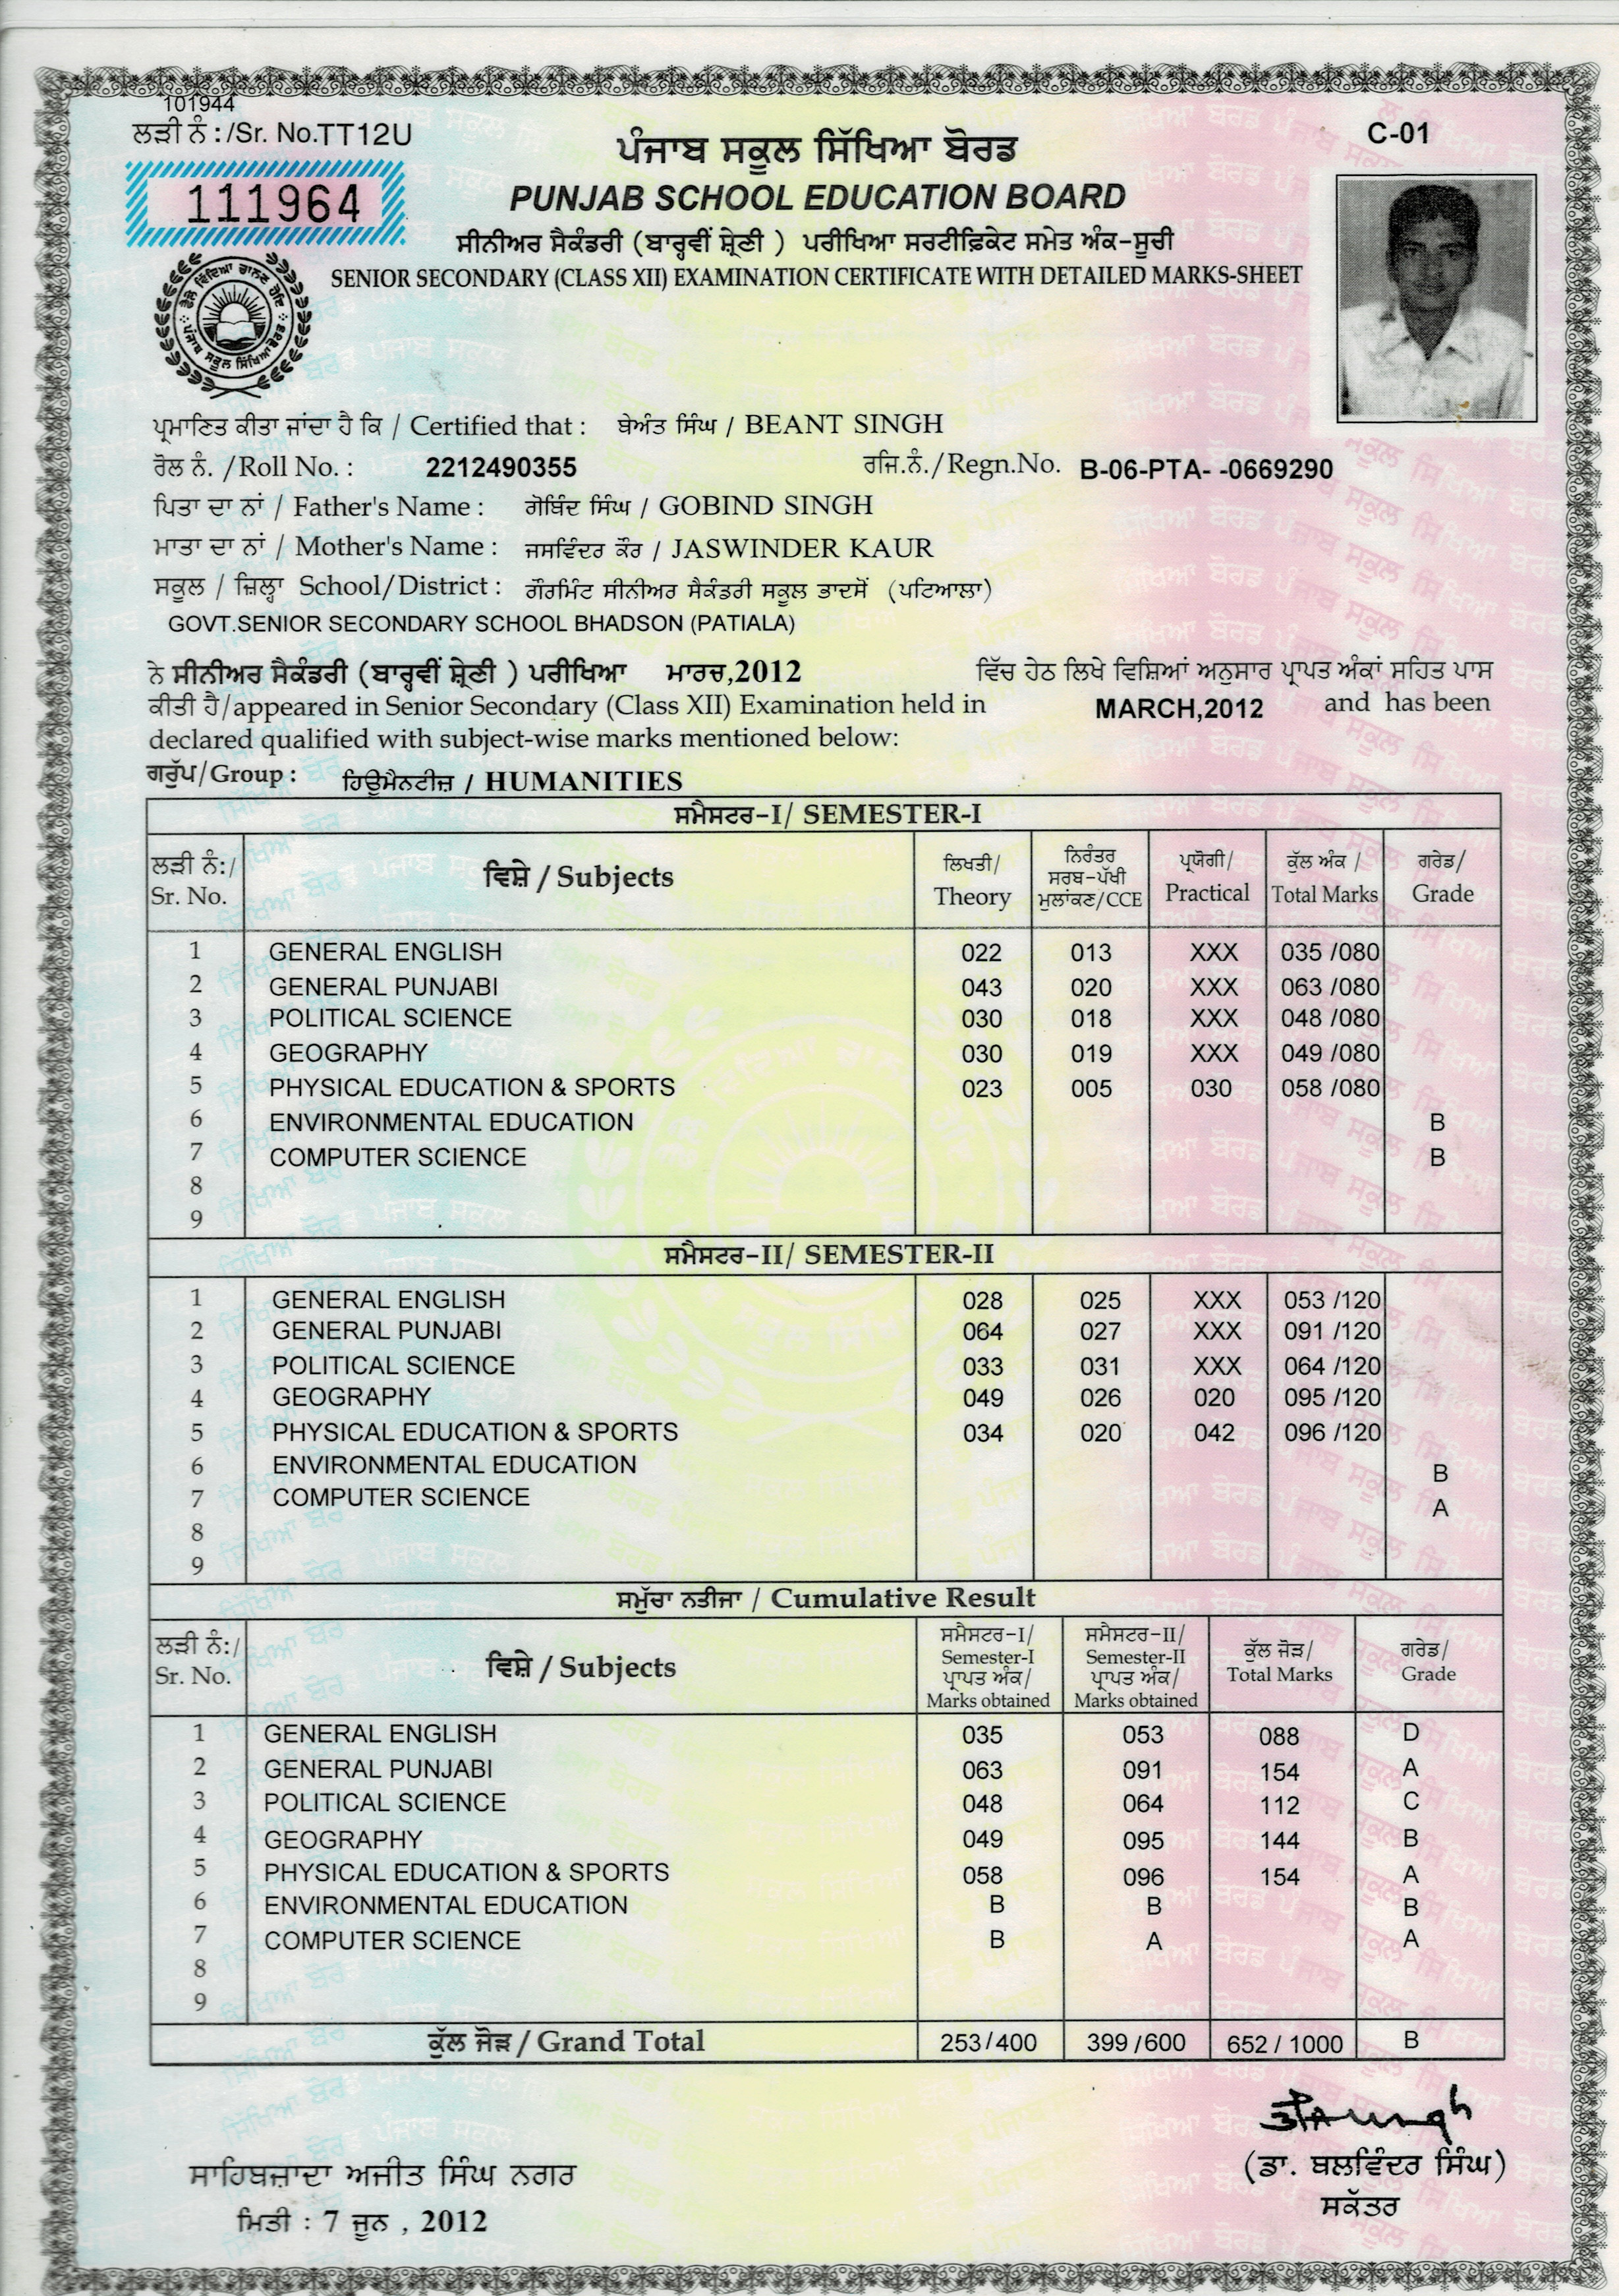 101944
ਲੜੀ ਨੰ:/Sr. No.TT12U
111964
C-01
ਪੰਜਾਬ ਸਕੂਲ ਸਿੱਖਿਆ ਬੋਰਡ
PUNJAB SCHOOL EDUCATION BOARD
ਸੀਨੀਅਰ ਸੈਕੰਡਰੀ (ਬਾਰ੍ਹਵੀਂ ਸ਼੍ਰੇਣੀ ) ਪਰੀਖਿਆ ਸਰਟੀਫ਼ਿਕੇਟ ਸਮੇਤ ਅੰਕ-ਸੂਚੀ
SENIOR SECONDARY (CLASS XII) EXAMINATION CERTIFICATE WITH DETAILED MARKS-SHEET
ਪ੍ਰਮਾਣਿਤ ਕੀਤਾ ਜਾਂਦਾ ਹੈ ਕਿ / Certified that : ਬੇਅੰਤ ਸਿੰਘ / BEANT SINGH
ਰੋਲ ਨੰ. /Roll No. : 2212490355 ਰਜਿ.ਨੰ./Regn.No. B-06-PTA- -0669290
ਪਿਤਾ ਦਾ ਨਾਂ / Father's Name : ਗੋਬਿੰਦ ਸਿੰਘ / GOBIND SINGH
ਮਾਤਾ ਦਾ ਨਾਂ / Mother's Name : ਜਸਵਿੰਦਰ ਕੌਰ / JASWINDER KAUR
ਸਕੂਲ / ਜ਼ਿਲ੍ਹਾ School/District : ਗੌਰਮਿੰਟ ਸੀਨੀਅਰ ਸੈਕੰਡਰੀ ਸਕੂਲ ਭਾਦਸੋਂ (ਪਟਿਆਲਾ)
GOVT.SENIOR SECONDARY SCHOOL BHADSON (PATIALA)
ਨੇ ਸੀਨੀਅਰ ਸੈਕੰਡਰੀ (ਬਾਰ੍ਹਵੀਂ ਸ਼੍ਰੇਣੀ ) ਪਰੀਖਿਆ ਮਾਰਚ,2012 ਵਿੱਚ ਹੇਠ ਲਿਖੇ ਵਿਸ਼ਿਆਂ ਅਨੁਸਾਰ ਪ੍ਰਾਪਤ ਅੰਕਾਂ ਸਹਿਤ ਪਾਸ
ਕੀਤੀ ਹੈ/appeared in Senior Secondary (Class XII) Examination held in MARCH,2012 and has been
declared qualified with subject-wise marks mentioned below:
ਗਰੁੱਪ/Group : ਹਿਊਮੈਨਟੀਜ਼ / HUMANITIES
ਸਮੈਸਟਰ-I/ SEMESTER-I
ਲੜੀ ਨੰ:/ Sr. No. ਵਿਸ਼ੇ / Subjects ਲਿਖਤੀ/ Theory ਨਿਰੰਤਰ ਸਰਬ-ਪੱਖੀ ਮੁਲਾਂਕਣ/CCE ਪ੍ਰਯੋਗੀ/ Practical ਕੁੱਲ ਅੰਕ / Total Marks ਗਰੇਡ/ Grade
1 GENERAL ENGLISH 022 013 XXX 035 /080
2 GENERAL PUNJABI 043 020 XXX 063 /080
3 POLITICAL SCIENCE 030 018 XXX 048 /080
4 GEOGRAPHY 030 019 XXX 049 /080
5 PHYSICAL EDUCATION & SPORTS 023 005 030 058 /080
6 ENVIRONMENTAL EDUCATION B
7 COMPUTER SCIENCE B
8
9
ਸਮੈਸਟਰ-II/ SEMESTER-II
1 GENERAL ENGLISH 028 025 XXX 053 /120
2 GENERAL PUNJABI 064 027 XXX 091 /120
3 POLITICAL SCIENCE 033 031 XXX 064 /120
4 GEOGRAPHY 049 026 020 095 /120
5 PHYSICAL EDUCATION & SPORTS 034 020 042 096 /120
6 ENVIRONMENTAL EDUCATION B
7 COMPUTER SCIENCE A
8
9
ਸਮੁੱਚਾ ਨਤੀਜਾ / Cumulative Result
ਲੜੀ ਨੰ:/ Sr. No. ਵਿਸ਼ੇ / Subjects ਸਮੈਸਟਰ-I/ Semester-I ਪ੍ਰਾਪਤ ਅੰਕ/ Marks obtained ਸਮੈਸਟਰ-II/ Semester-II ਪ੍ਰਾਪਤ ਅੰਕ/ Marks obtained ਕੁੱਲ ਜੋੜ/ Total Marks ਗਰੇਡ/ Grade
1 GENERAL ENGLISH 035 053 088 D
2 GENERAL PUNJABI 063 091 154 A
3 POLITICAL SCIENCE 048 064 112 C
4 GEOGRAPHY 049 095 144 B
5 PHYSICAL EDUCATION & SPORTS 058 096 154 A
6 ENVIRONMENTAL EDUCATION B B B
7 COMPUTER SCIENCE B A A
8
9
ਕੁੱਲ ਜੋੜ / Grand Total 253/400 399/600 652 / 1000 B
ਸਾਹਿਬਜ਼ਾਦਾ ਅਜੀਤ ਸਿੰਘ ਨਗਰ
ਮਿਤੀ : 7 ਜੂਨ , 2012
(ਡਾ. ਬਲਵਿੰਦਰ ਸਿੰਘ)
ਸਕੱਤਰ